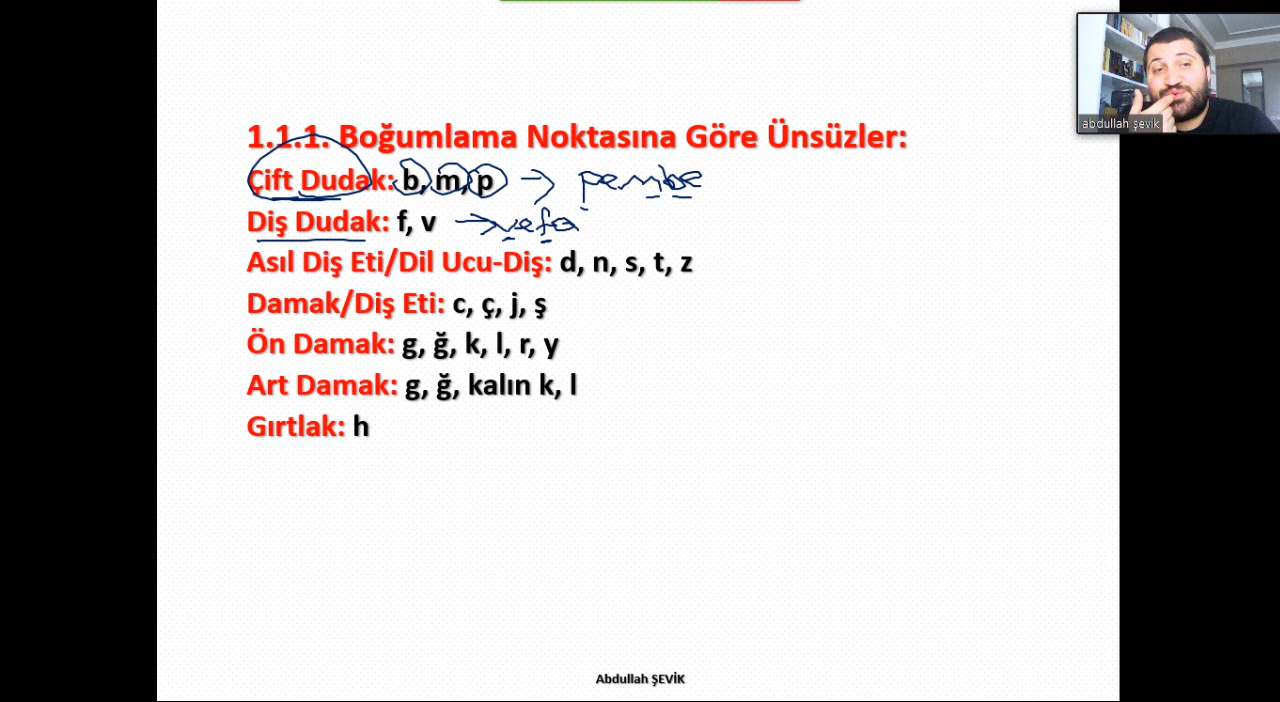 abdullah şevik
1.1.1. Boğumlama Noktasına Göre Ünsüzler:
Çift Dudak: b, m, p → pembe
Diş Dudak: f, v → vefa
Asıl Diş Eti/Dil Ucu-Diş: d, n, s, t, z
Damak/Diş Eti: c, ç, j, ş
Ön Damak: g, ğ, k, l, r, y
Art Damak: g, ğ, kalın k, l
Gırtlak: h
Abdullah ŞEVİK